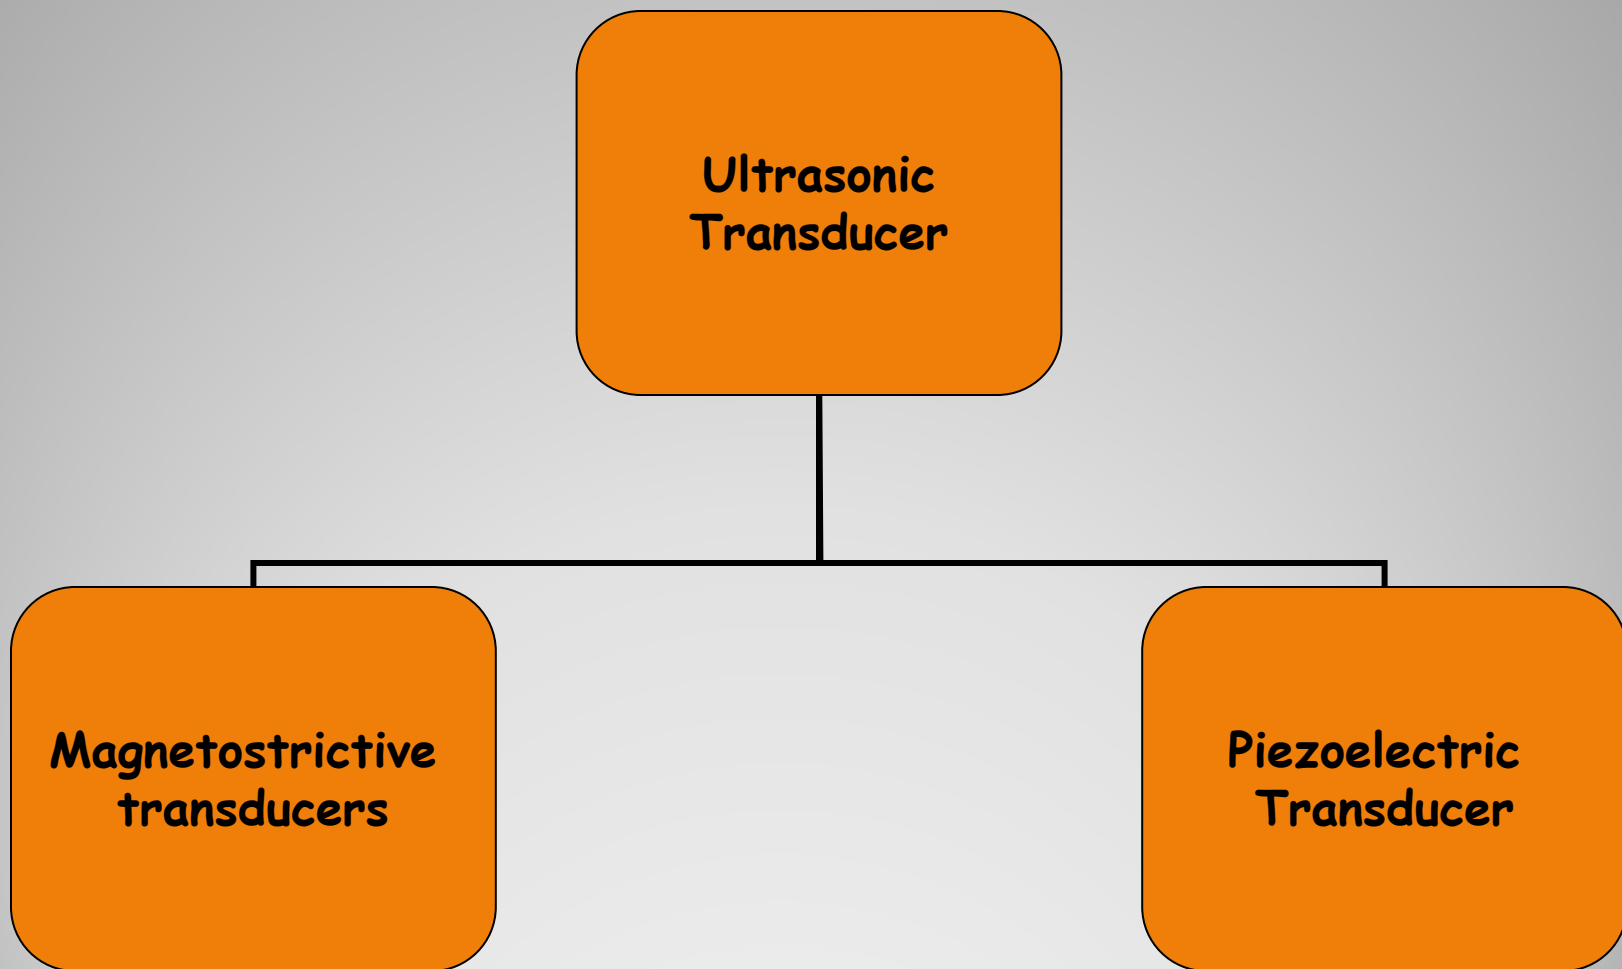 Ultrasonic
Transducer
Magnetostrictive
transducers
Piezoelectric
Transducer